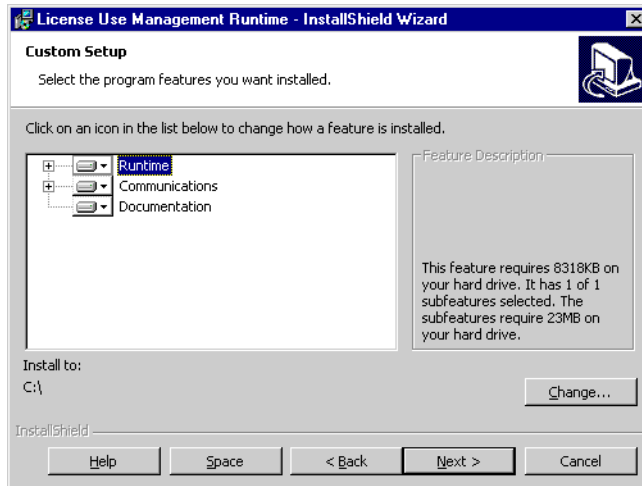 License Use Management Runtime - InstallShield Wizard
Custom Setup
Select the program features you want installed.
Click on an icon in the list below to change how a feature is installed.
Runtime
Communications
Documentation
Feature Description
This feature requires 8318KB on
your hard drive. It has 1 of 1
subfeatures selected. The
subfeatures require 23MB on
your hard drive.
Install to:
C:\
Change...
InstallShield
Help
Space
< Back
Next >
Cancel